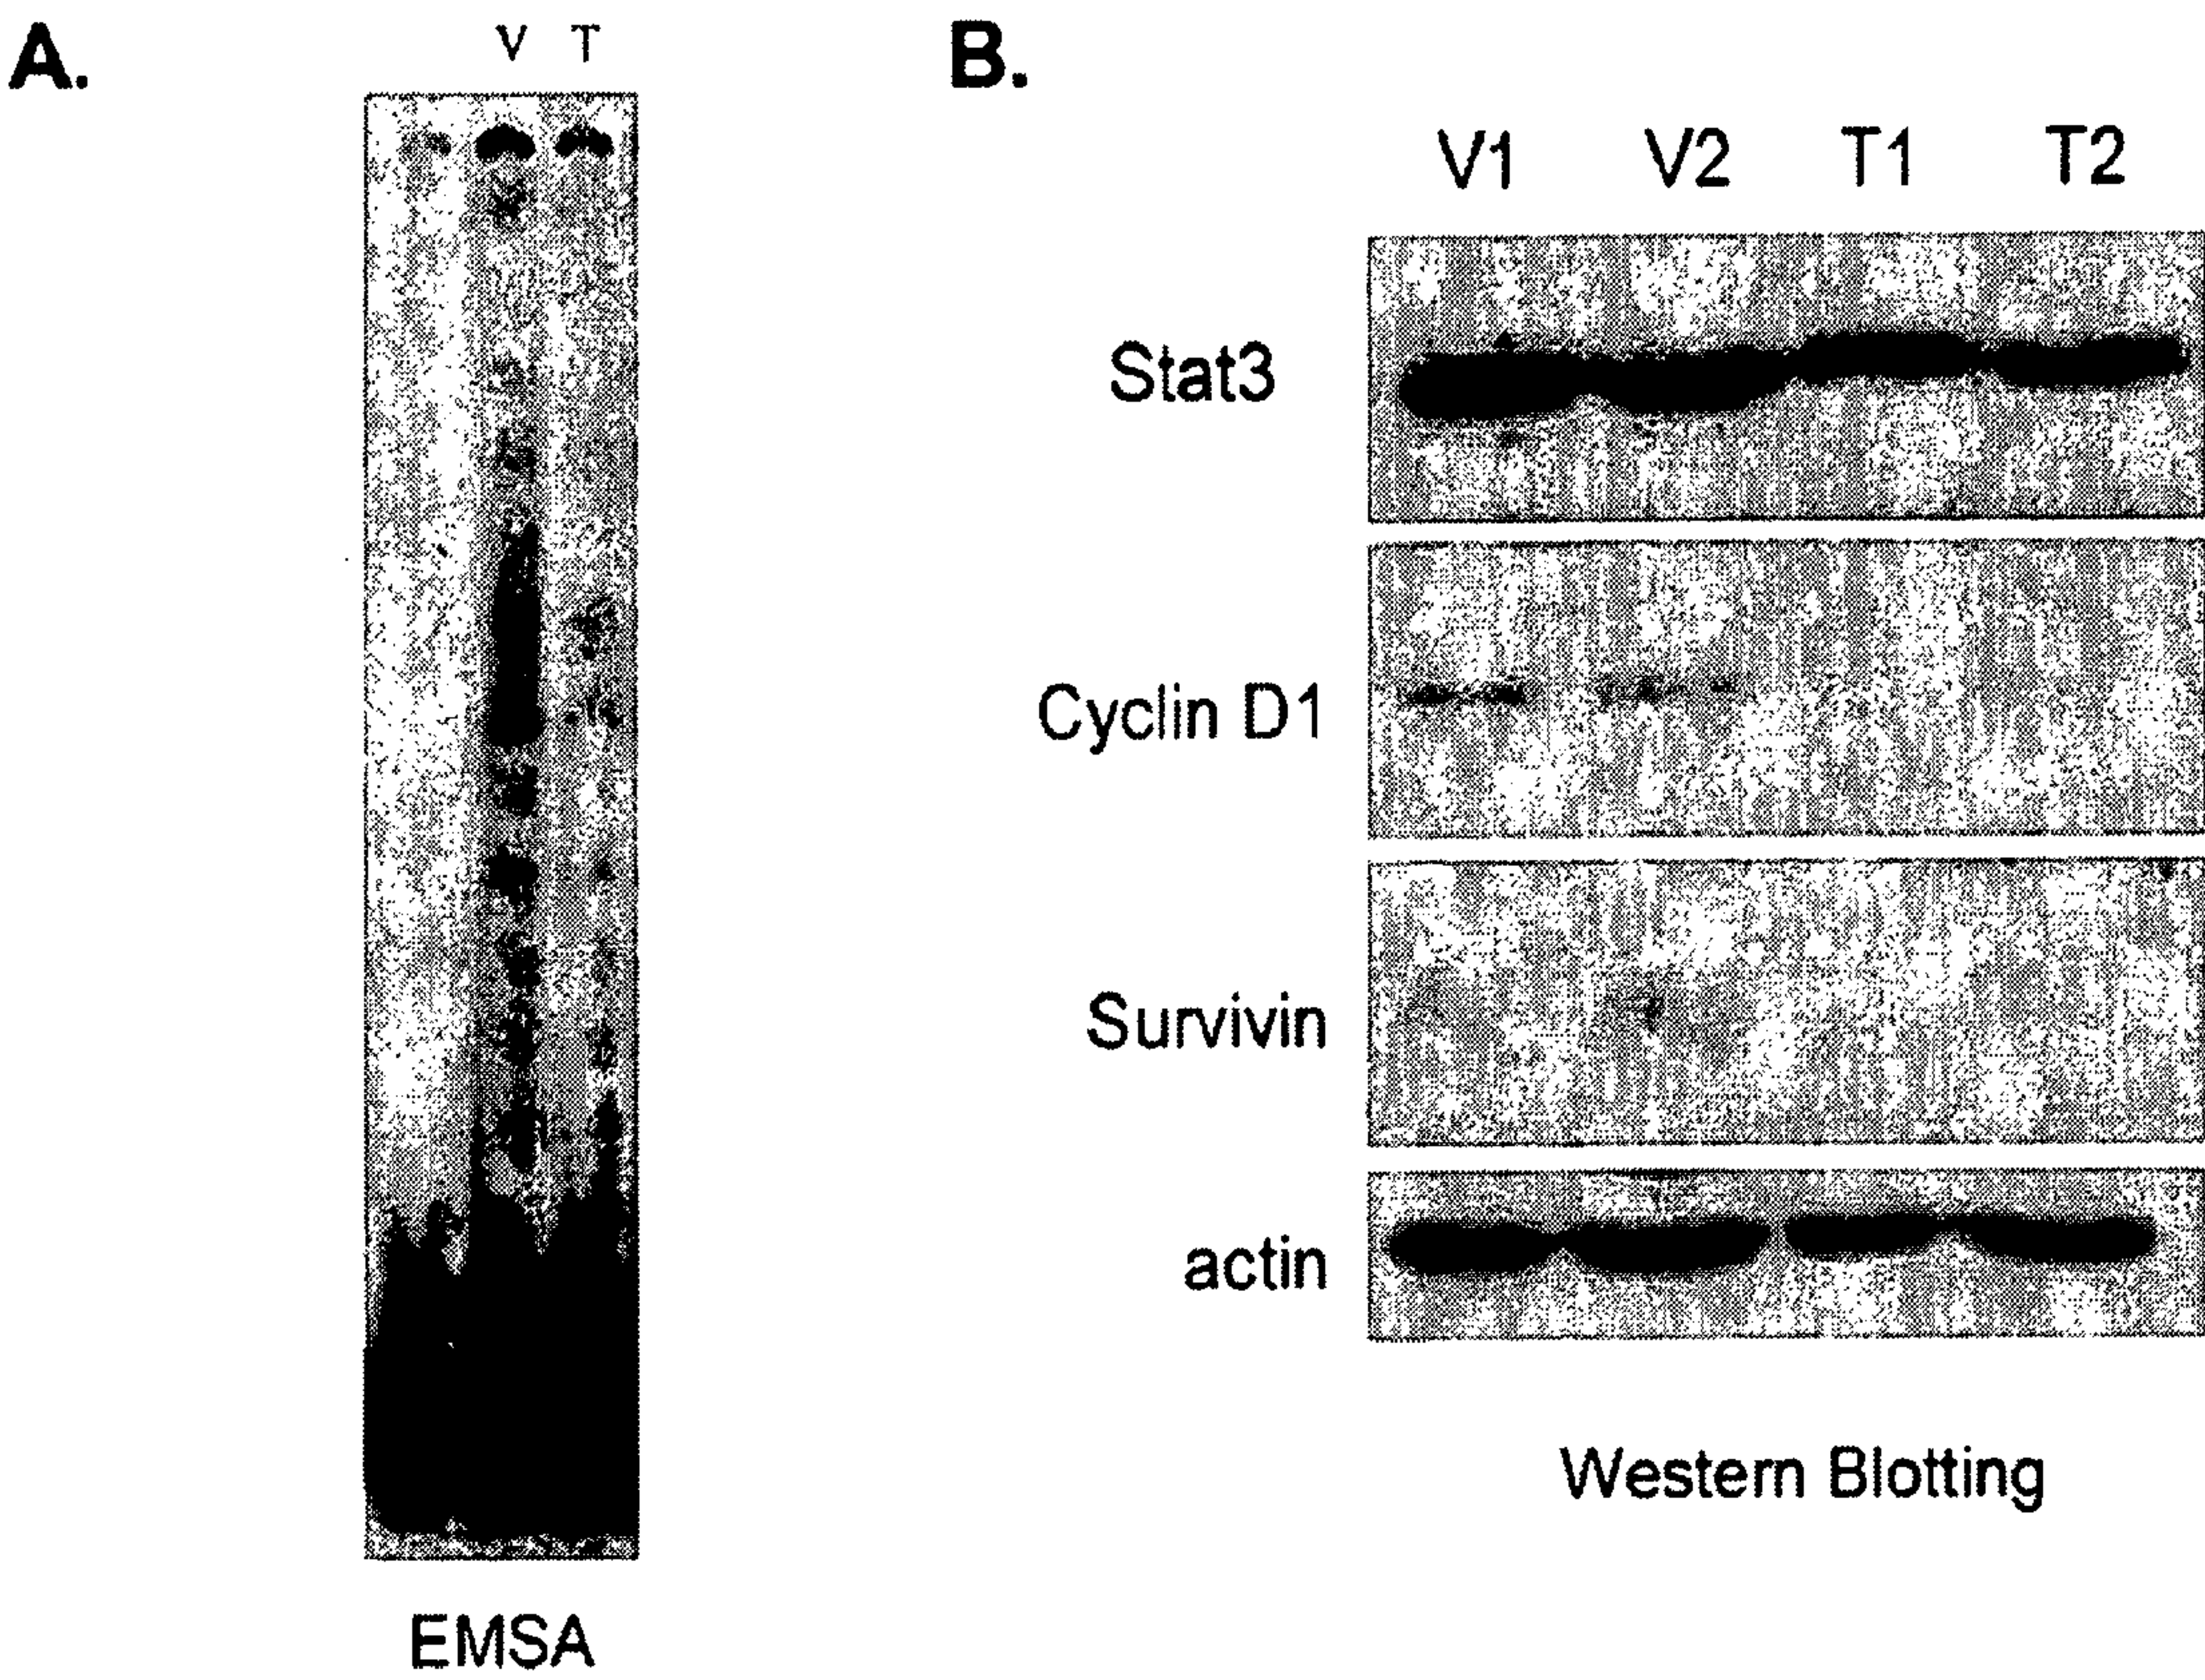 A.
V T
EMSA
B.
V1 V2 T1 T2
Stat3
Cyclin D1
Survivin
actin
Western Blotting